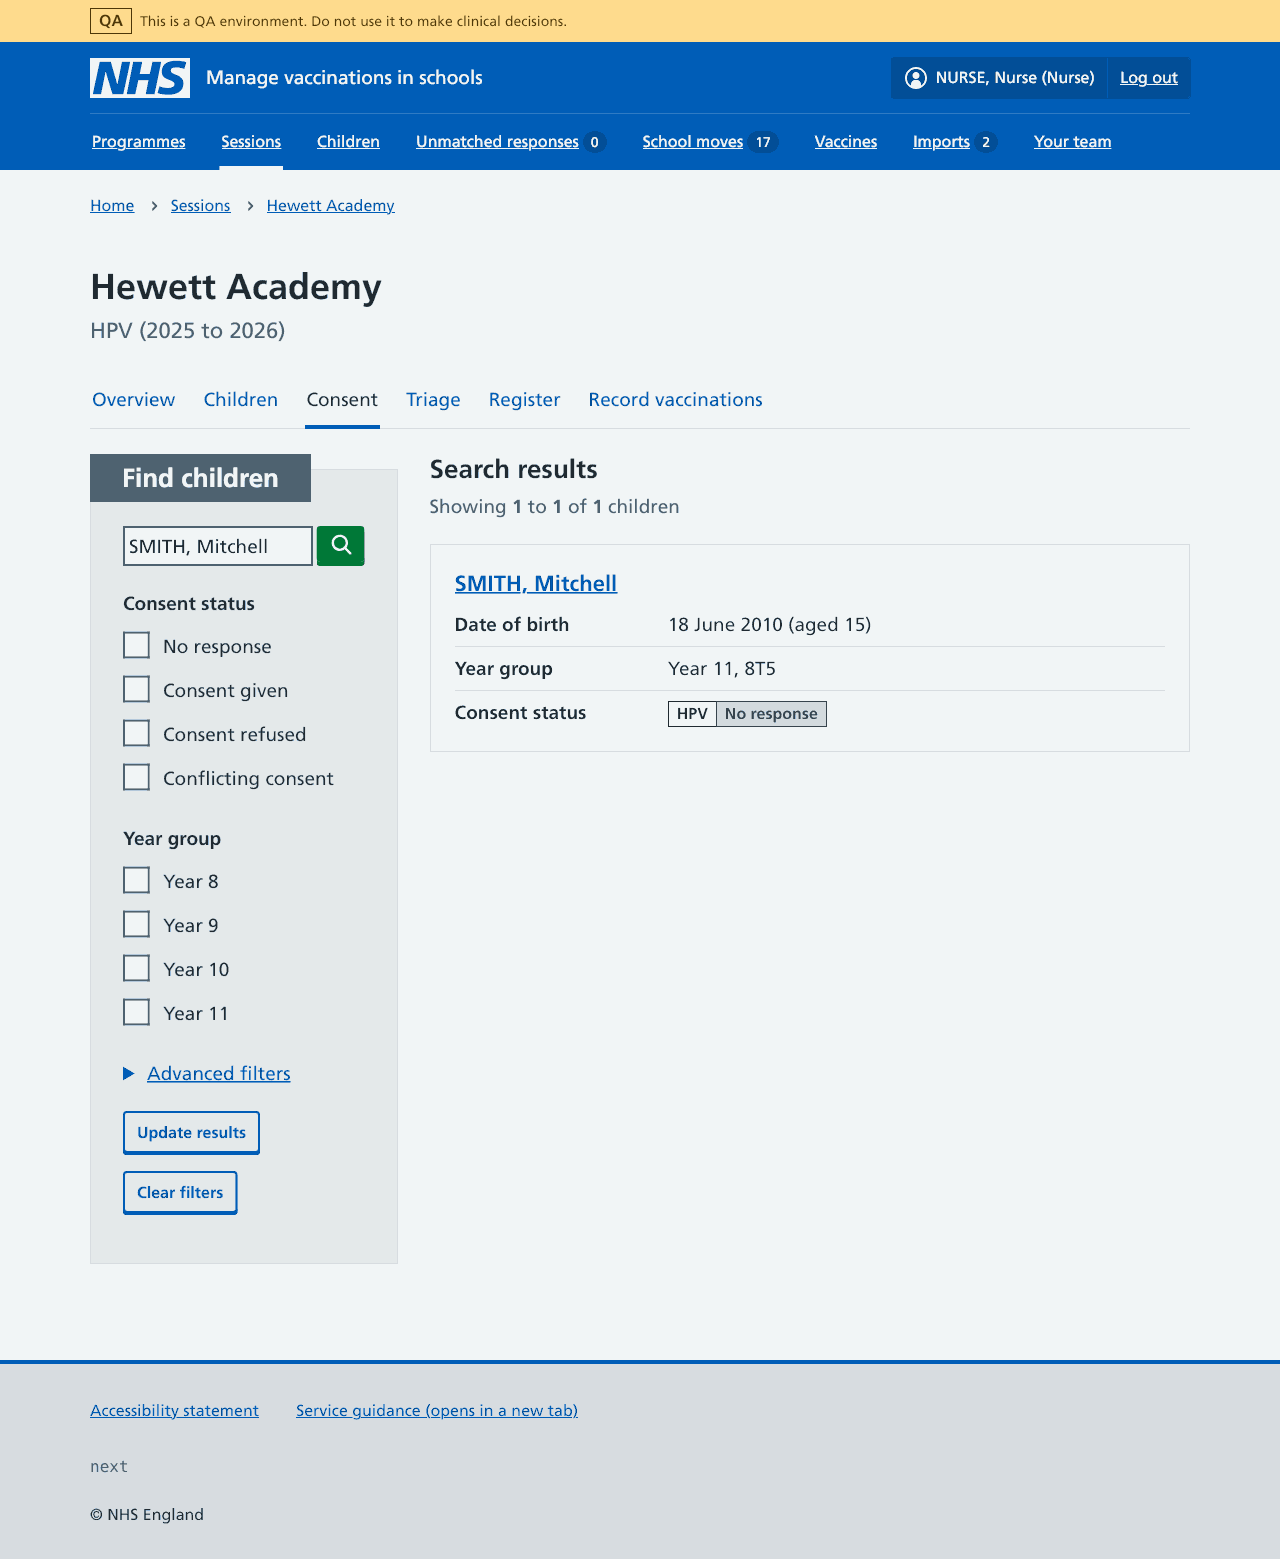 QA This is a QA environment. Do not use it to make clinical decisions.
NHS Manage vaccinations in schools NURSE, Nurse (Nurse) Log out
Programmes Sessions Children Unmatched responses 0 School moves 17 Vaccines Imports 2 Your team
Home Sessions Hewett Academy
Hewett Academy
HPV (2025 to 2026)
Overview Children Consent Triage Register Record vaccinations
Find children
SMITH, Mitchell
Consent status
No response
Consent given
Consent refused
Conflicting consent
Year group
Year 8
Year 9
Year 10
Year 11
Advanced filters
Update results
Clear filters
Search results
Showing 1 to 1 of 1 children
SMITH, Mitchell
Date of birth 18 June 2010 (aged 15)
Year group Year 11, 8T5
Consent status HPV No response
Accessibility statement Service guidance (opens in a new tab)
next
© NHS England